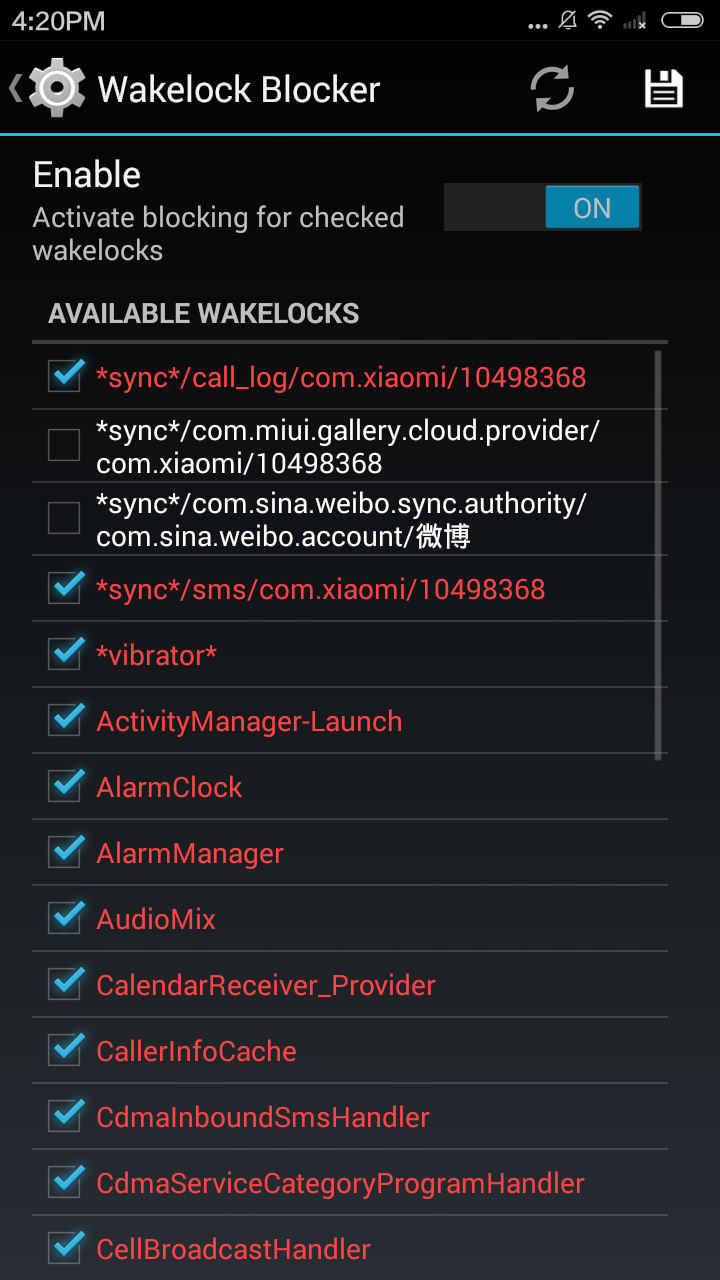 4:20PM
Wakelock Blocker
Enable
ON
Activate blocking for checked
wakelocks
AVAILABLE WAKELOCKS
*sync*/call_log/com.xiaomi/10498368
*sync*/com.miui.gallery.cloud.provider/
com.xiaomi/10498368
*sync*/com.sina.weibo.sync.authority/
com.sina.weibo.account/微博
*sync*/sms/com.xiaomi/10498368
*vibrator*
ActivityManager-Launch
AlarmClock
AlarmManager
AudioMix
CalendarReceiver_Provider
CallerInfoCache
CdmaInboundSmsHandler
CdmaServiceCategoryProgramHandler
CellBroadcastHandler